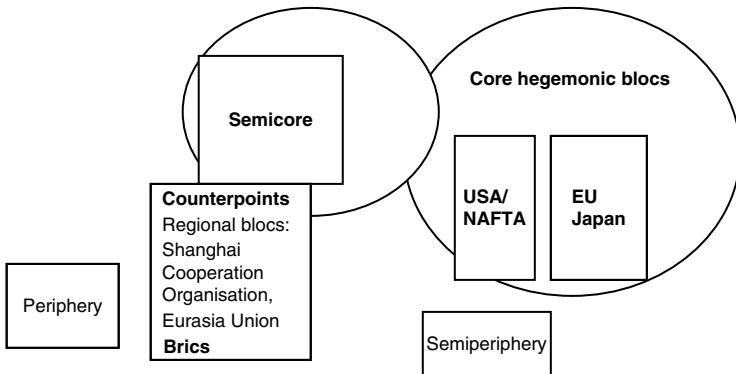 Core hegemonic blocs
Semicore
USA/
NAFTA
EU
Japan
Counterpoints
Regional blocs:
Shanghai
Cooperation
Organisation,
Eurasia Union
Brics
Periphery
Semiperiphery